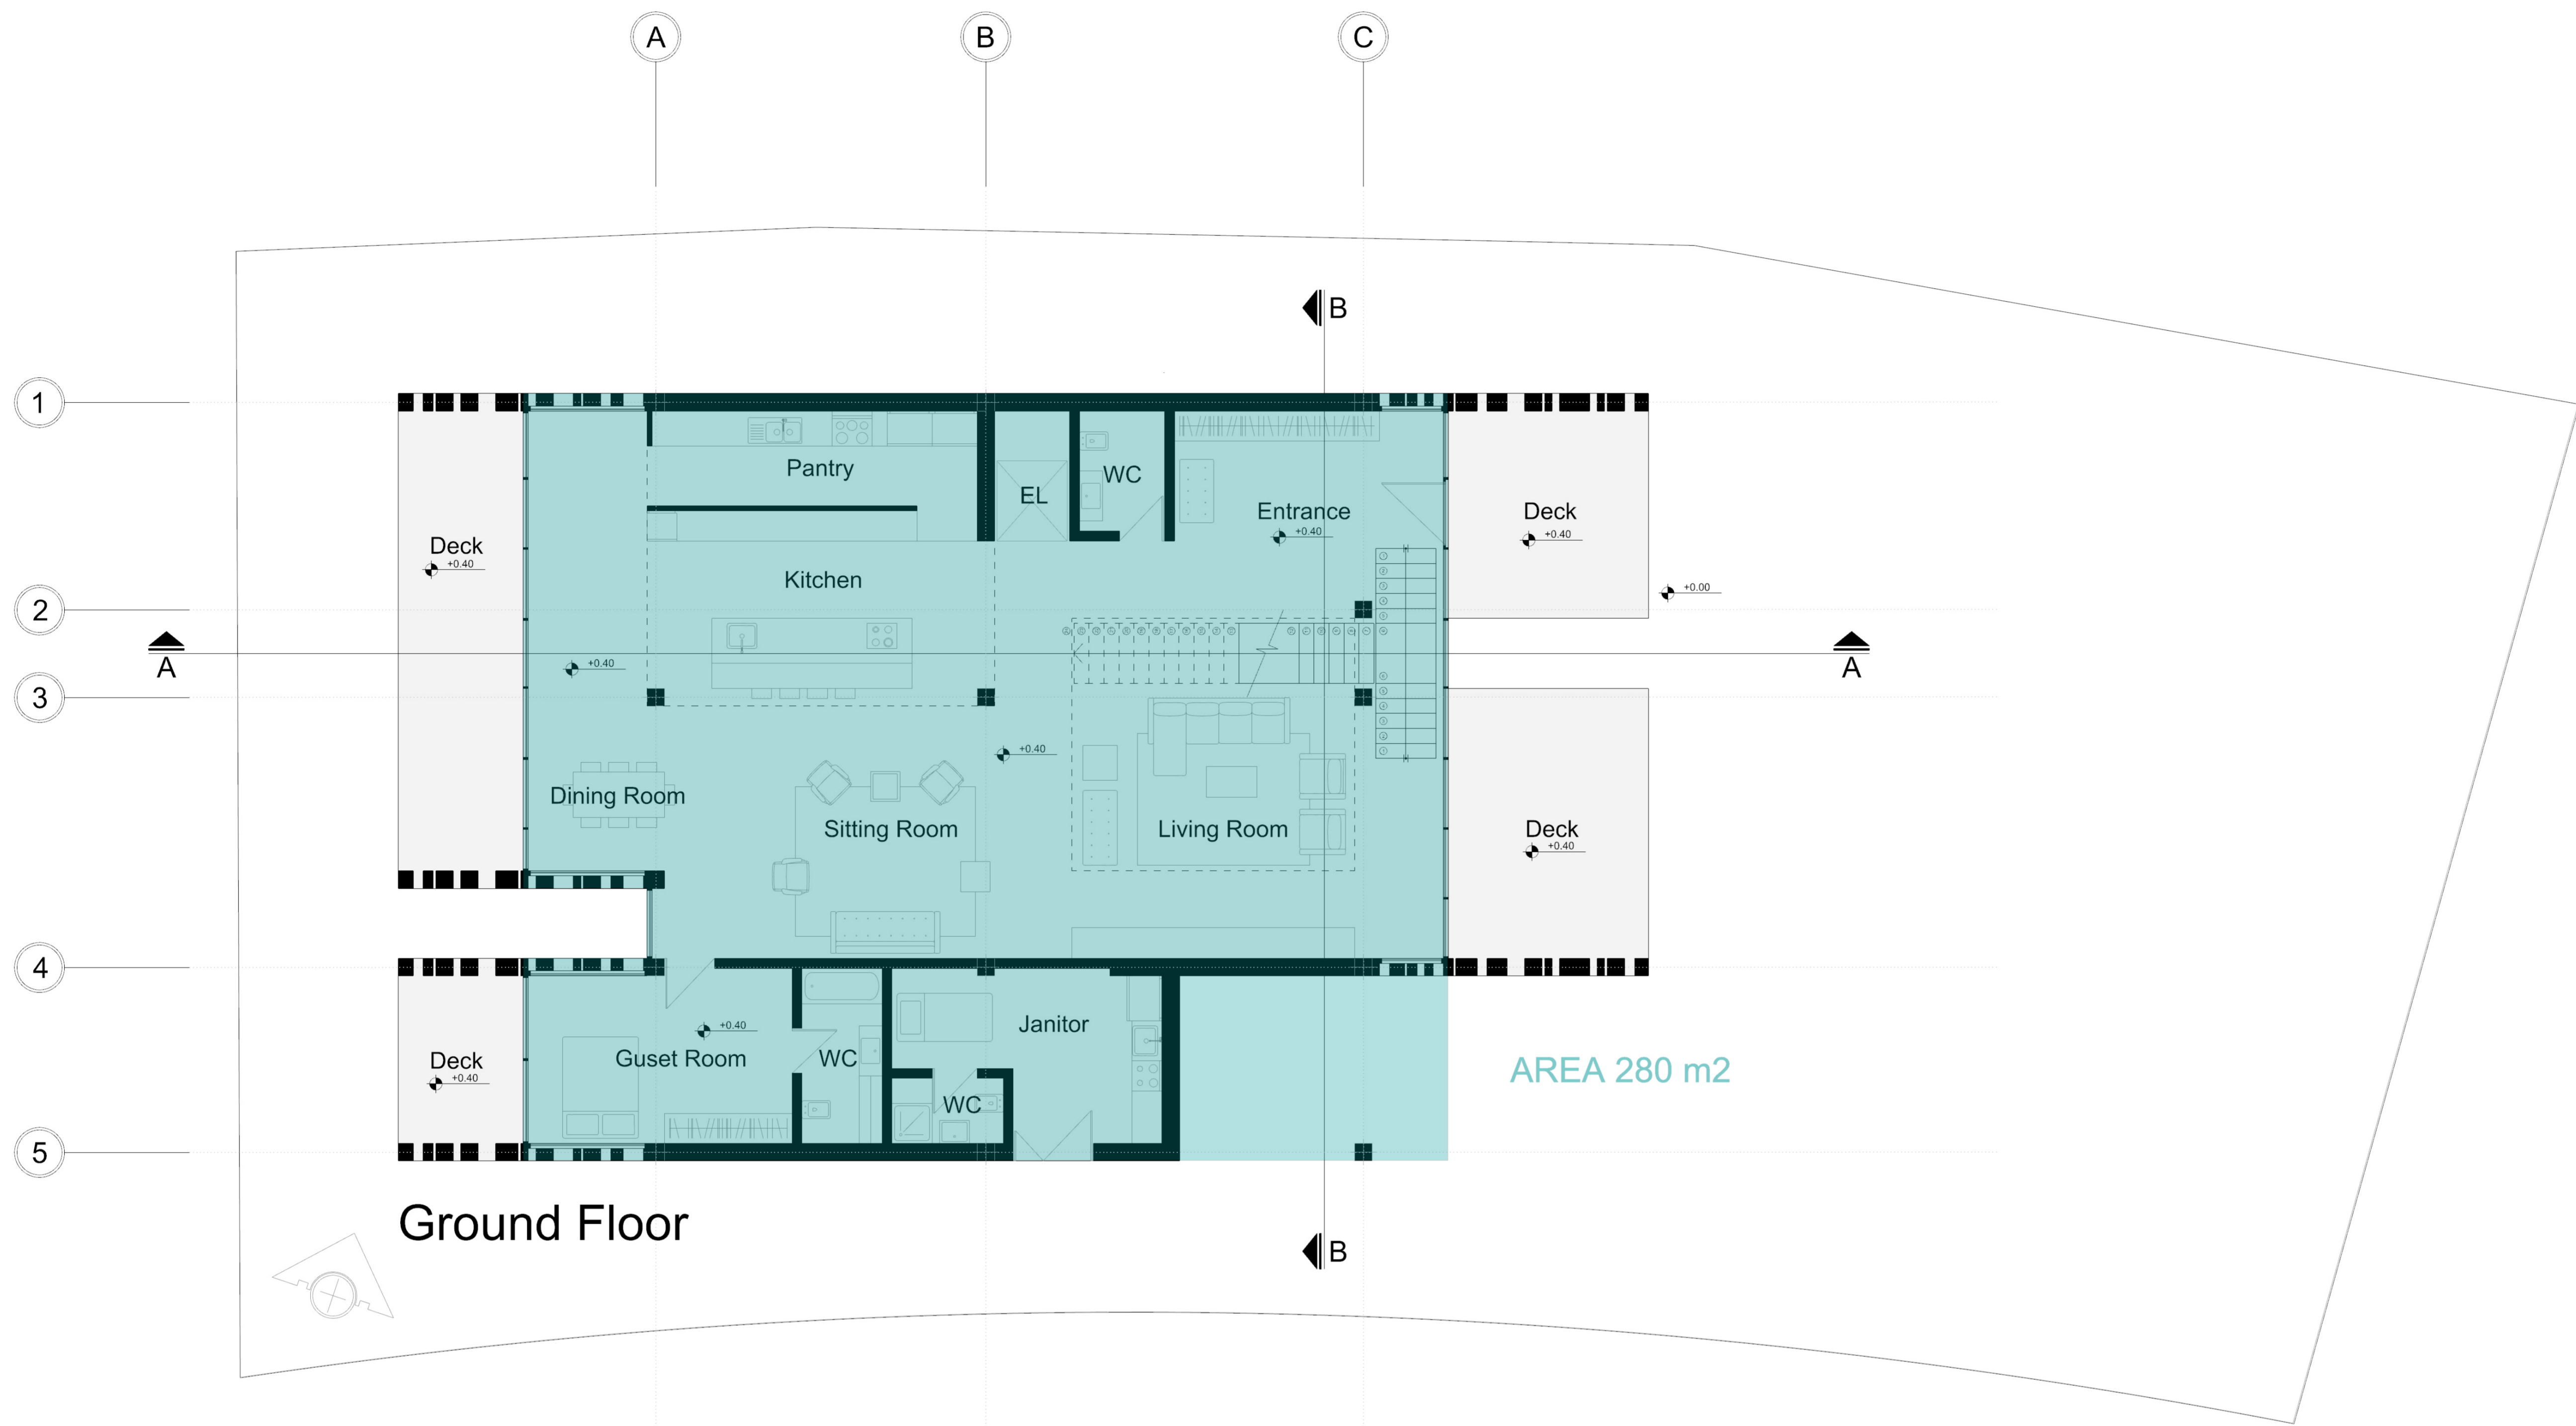 A
B
C
B
1
Pantry
WC
EL
Entrance
+0.40
Deck
+0.40
Deck
+0.40
Kitchen
+0.00
2
A
+0.40
A
3
+0.40
Dining Room
Sitting Room
Living Room
Deck
+0.40
4
Janitor
+0.40
Guset Room
WC
Deck
+0.40
AREA 280 m2
WC
5
Ground Floor
B